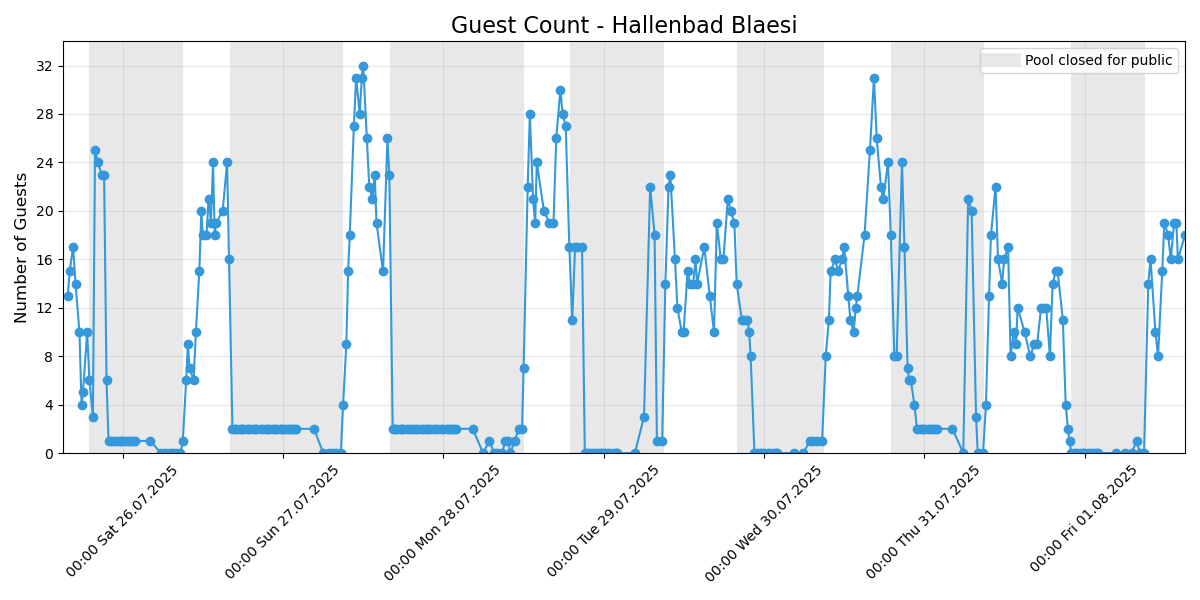 Guest Count - Hallenbad Blaesi
Pool closed for public
Number of Guests
32
28
24
20
16
12
8
4
0
00:00 Sat 26.07.2025
00:00 Sun 27.07.2025
00:00 Mon 28.07.2025
00:00 Tue 29.07.2025
00:00 Wed 30.07.2025
00:00 Thu 31.07.2025
00:00 Fri 01.08.2025